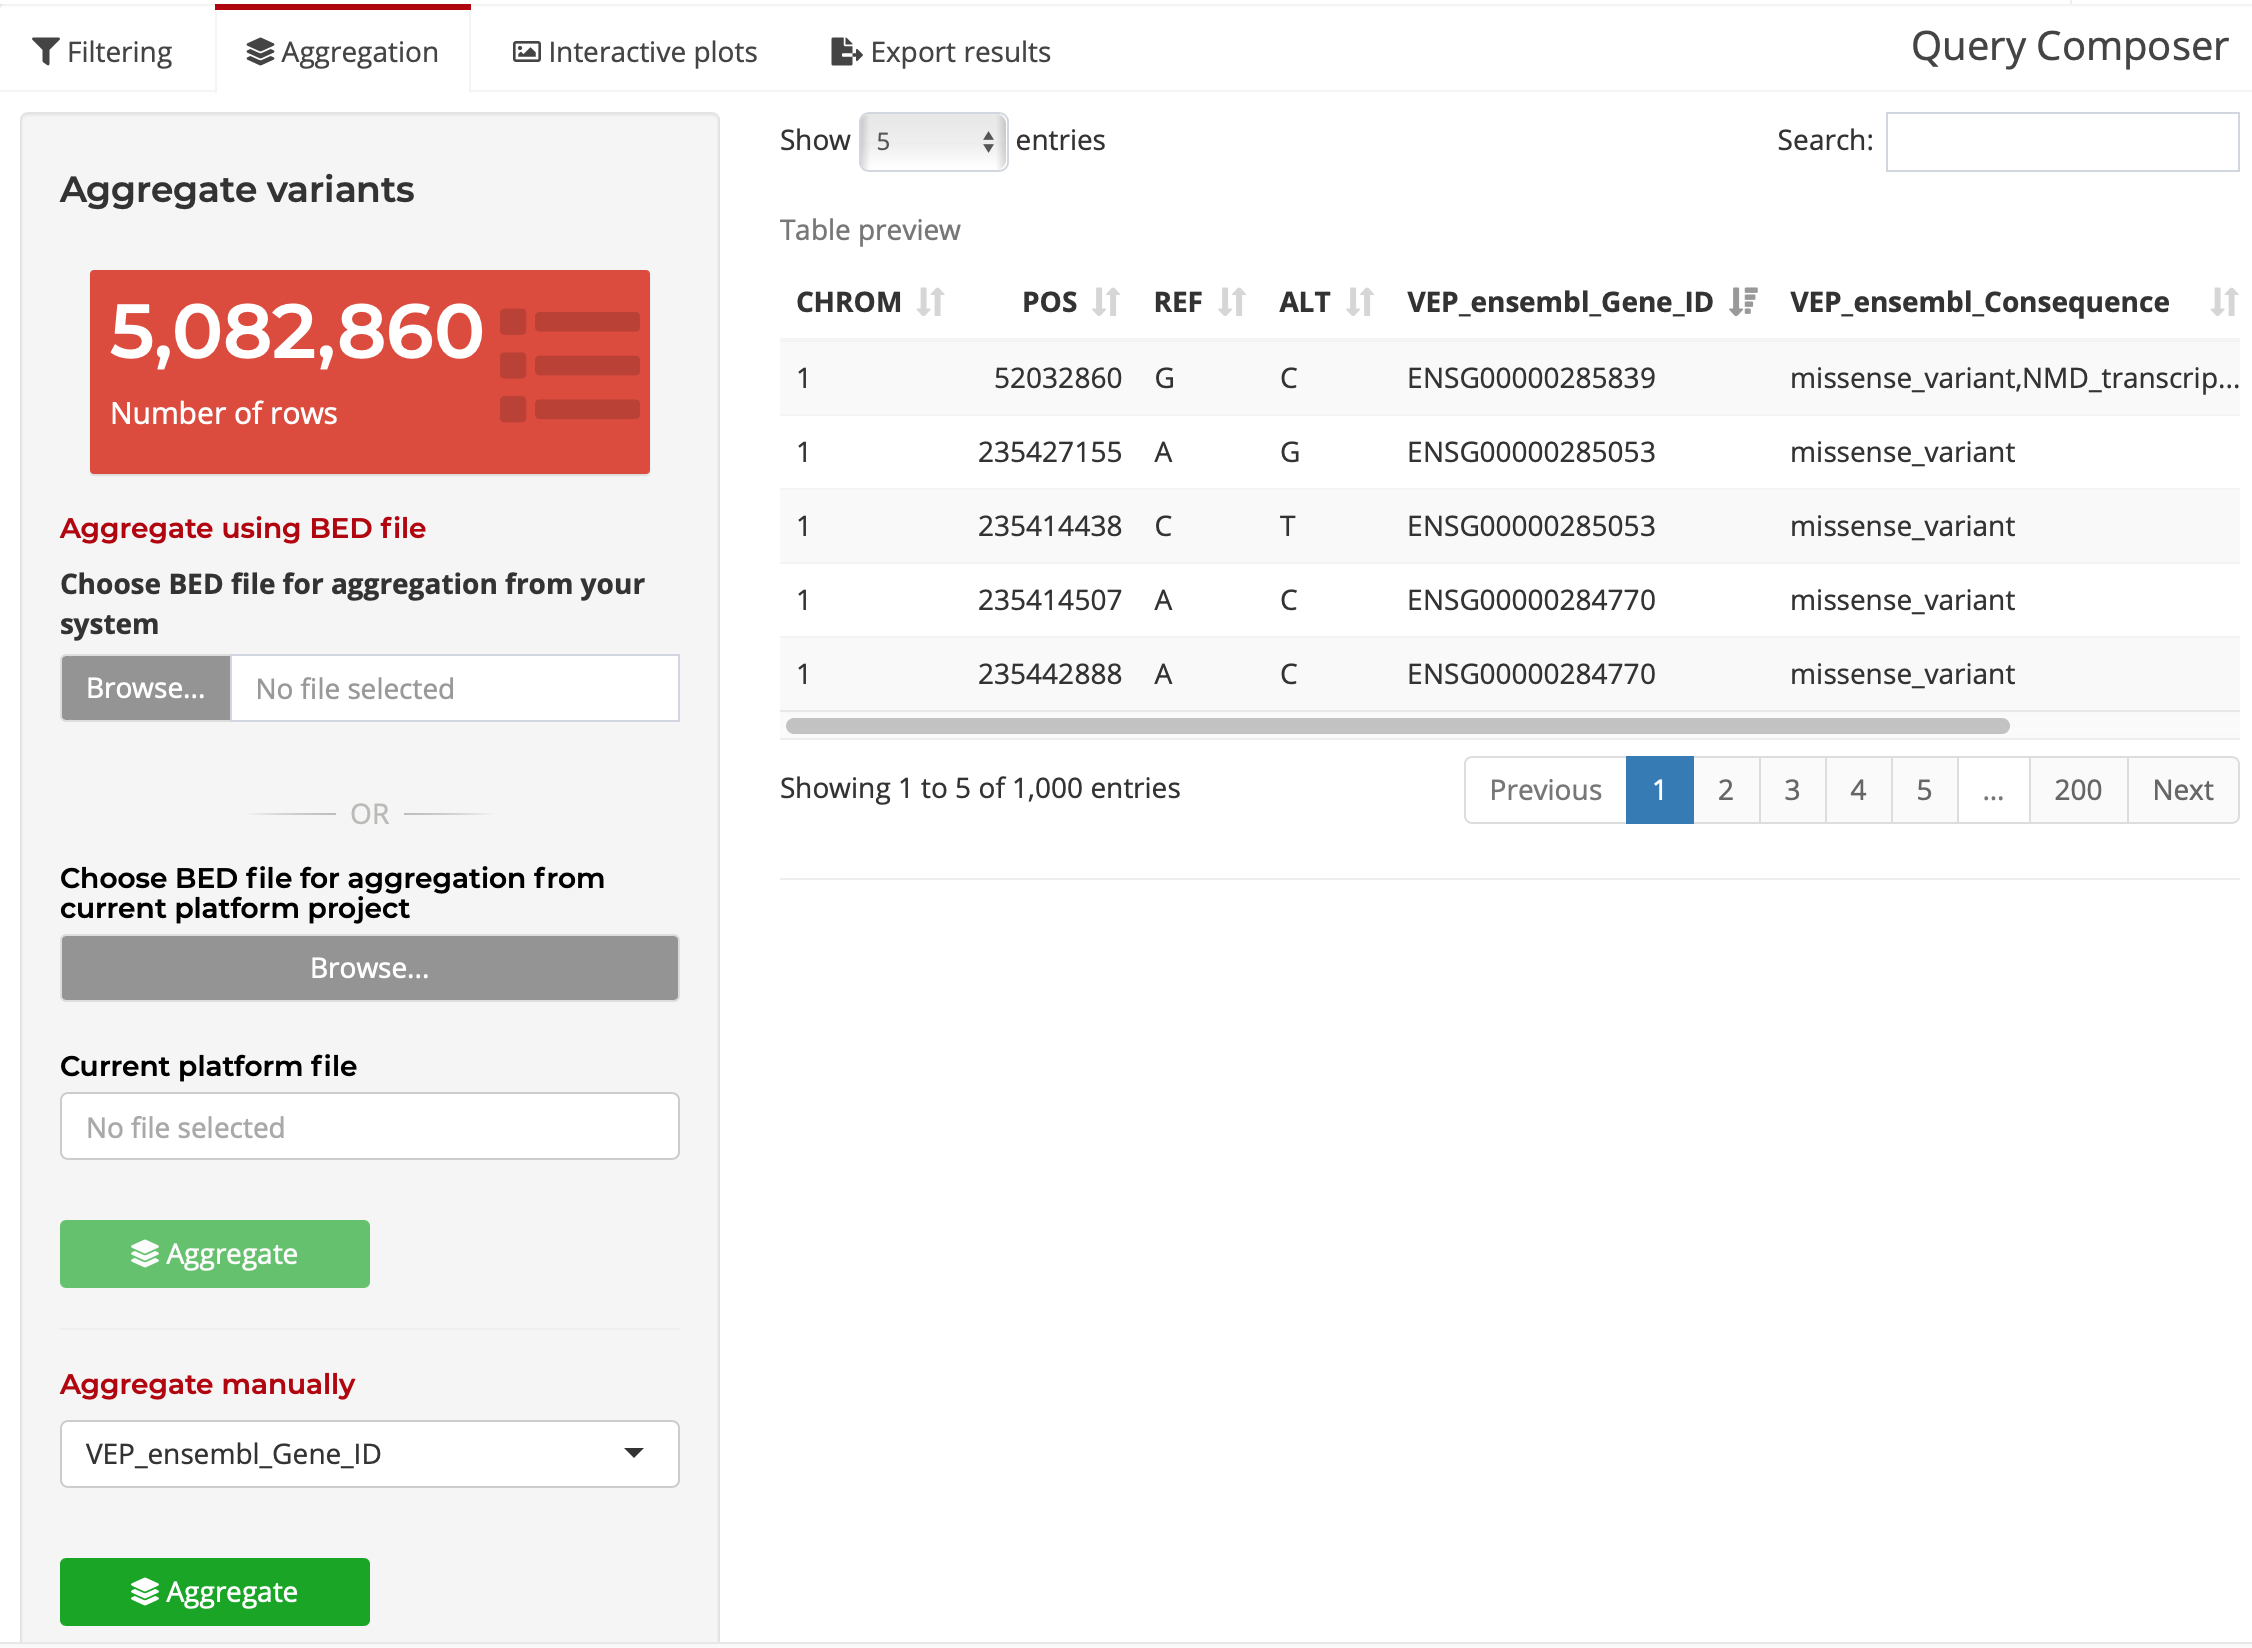 Filtering
Aggregation
Interactive plots
Export results
Query Composer
Aggregate variants
5,082,860
Number of rows
Aggregate using BED file
Choose BED file for aggregation from your
system
Browse...
No file selected
OR
Choose BED file for aggregation from
current platform project
Browse...
Current platform file
No file selected
Aggregate
Aggregate manually
VEP_ensembl_Gene_ID
Aggregate
Show 5 entries
Search:
Table preview
CHROM POS REF ALT VEP_ensembl_Gene_ID VEP_ensembl_Consequence
1 52032860 G C ENSG00000285839 missense_variant,NMD_transcrip...
1 235427155 A G ENSG00000285053 missense_variant
1 235414438 C T ENSG00000285053 missense_variant
1 235414507 A C ENSG00000284770 missense_variant
1 235442888 A C ENSG00000284770 missense_variant
Showing 1 to 5 of 1,000 entries
Previous 1 2 3 4 5 ... 200 Next